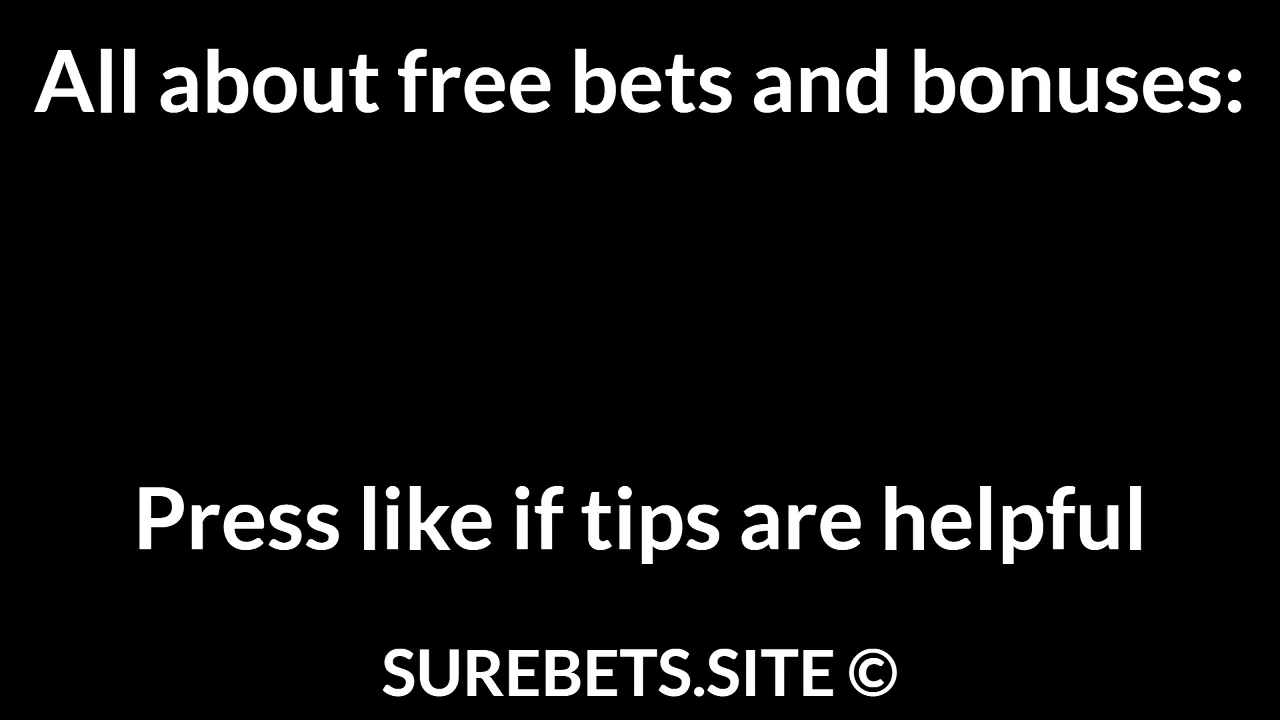 All about free bets and bonuses:
Press like if tips are helpful
SUREBETS.SITE ©